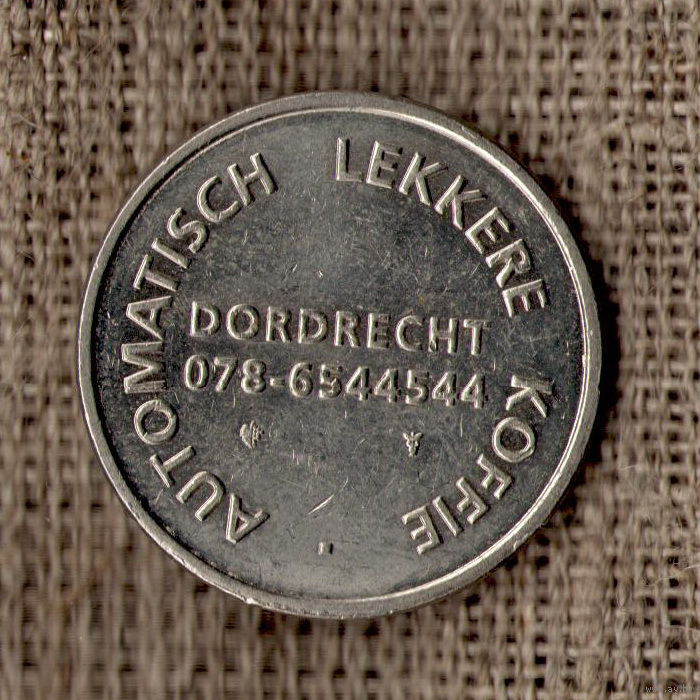 AUTOMATISCH LEKKERE KOFFIE
DORDRECHT
078-6544544